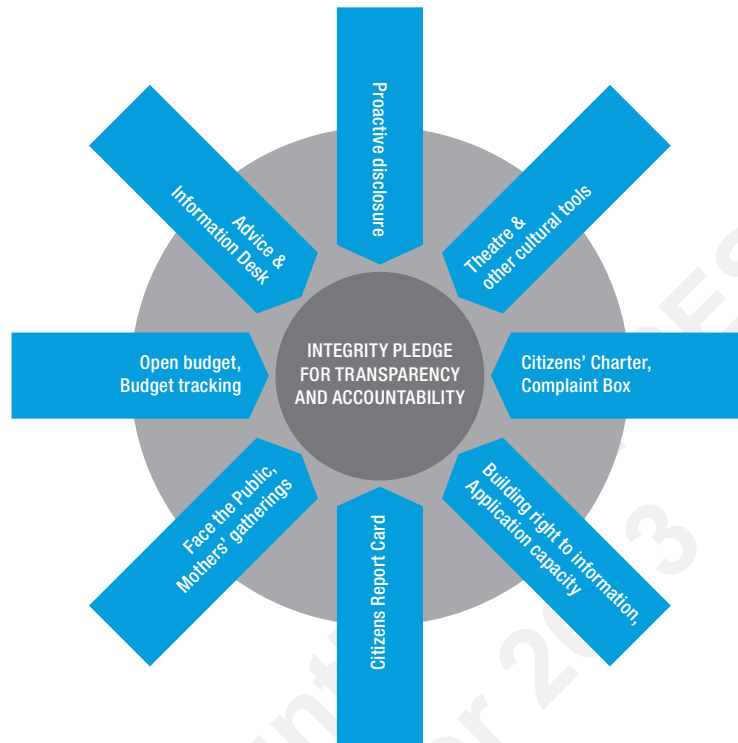 Proactive disclosure
Theatre &
other cultural tools
Citizens' Charter,
Complaint Box
Building right to information,
Application capacity
Citizens Report Card
Face the Public,
Mothers' gatherings
Open budget,
Budget tracking
Advice &
Information Desk
INTEGRITY PLEDGE
FOR TRANSPARENCY
AND ACCOUNTABILITY